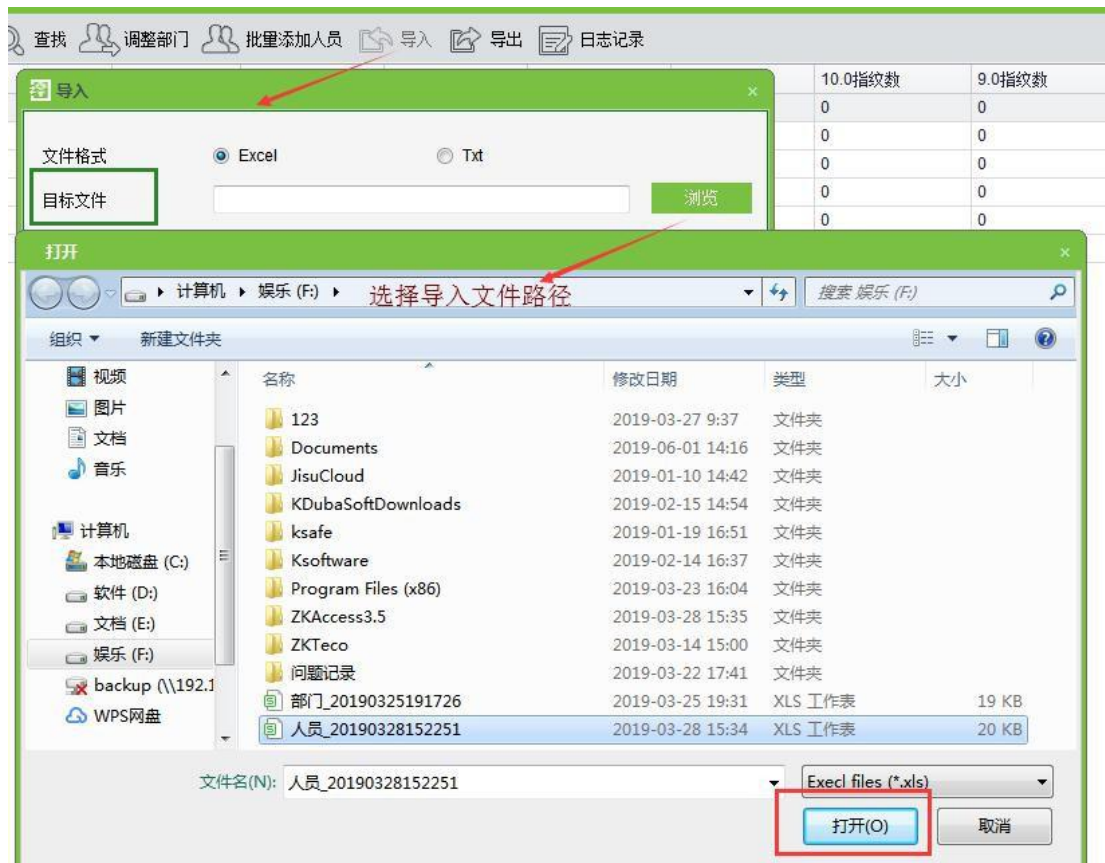 查找 调整部门 批里添加人员 导入 导出 日志记录
导入 ×
10.0指纹数 9.0指纹数
0 0
0 0
文件格式 Excel Txt
0 0
目标文件 浏览
0 0
0 0
打开 ×
计算机 娱乐 (F:) 选择导入文件路径 搜索 娱乐 (F:)
组织 新建文件夹
视频 名称 修改日期 类型 大小
图片 123 2019-03-27 9:37 文件夹
文档 Documents 2019-06-01 14:16 文件夹
音乐 JisuCloud 2019-01-10 14:42 文件夹
KDubaSoftDownloads 2019-02-15 14:54 文件夹
计算机 ksafe 2019-01-19 16:51 文件夹
本地磁盘 (C:) Ksoftware 2019-02-14 16:37 文件夹
软件 (D:) Program Files (x86) 2019-03-23 16:04 文件夹
文档 (E:) ZKAccess3.5 2019-03-28 15:35 文件夹
娱乐 (F:) ZKTeco 2019-03-14 15:00 文件夹
backup (\\192.1 问题记录 2019-03-22 17:41 文件夹
WPS网盘 部门_20190325191726 2019-03-25 19:31 XLS 工作表 19 KB
人员_20190328152251 2019-03-28 15:34 XLS 工作表 20 KB
文件名(N): 人员_20190328152251 Execl files (*.xls)
打开(O) 取消